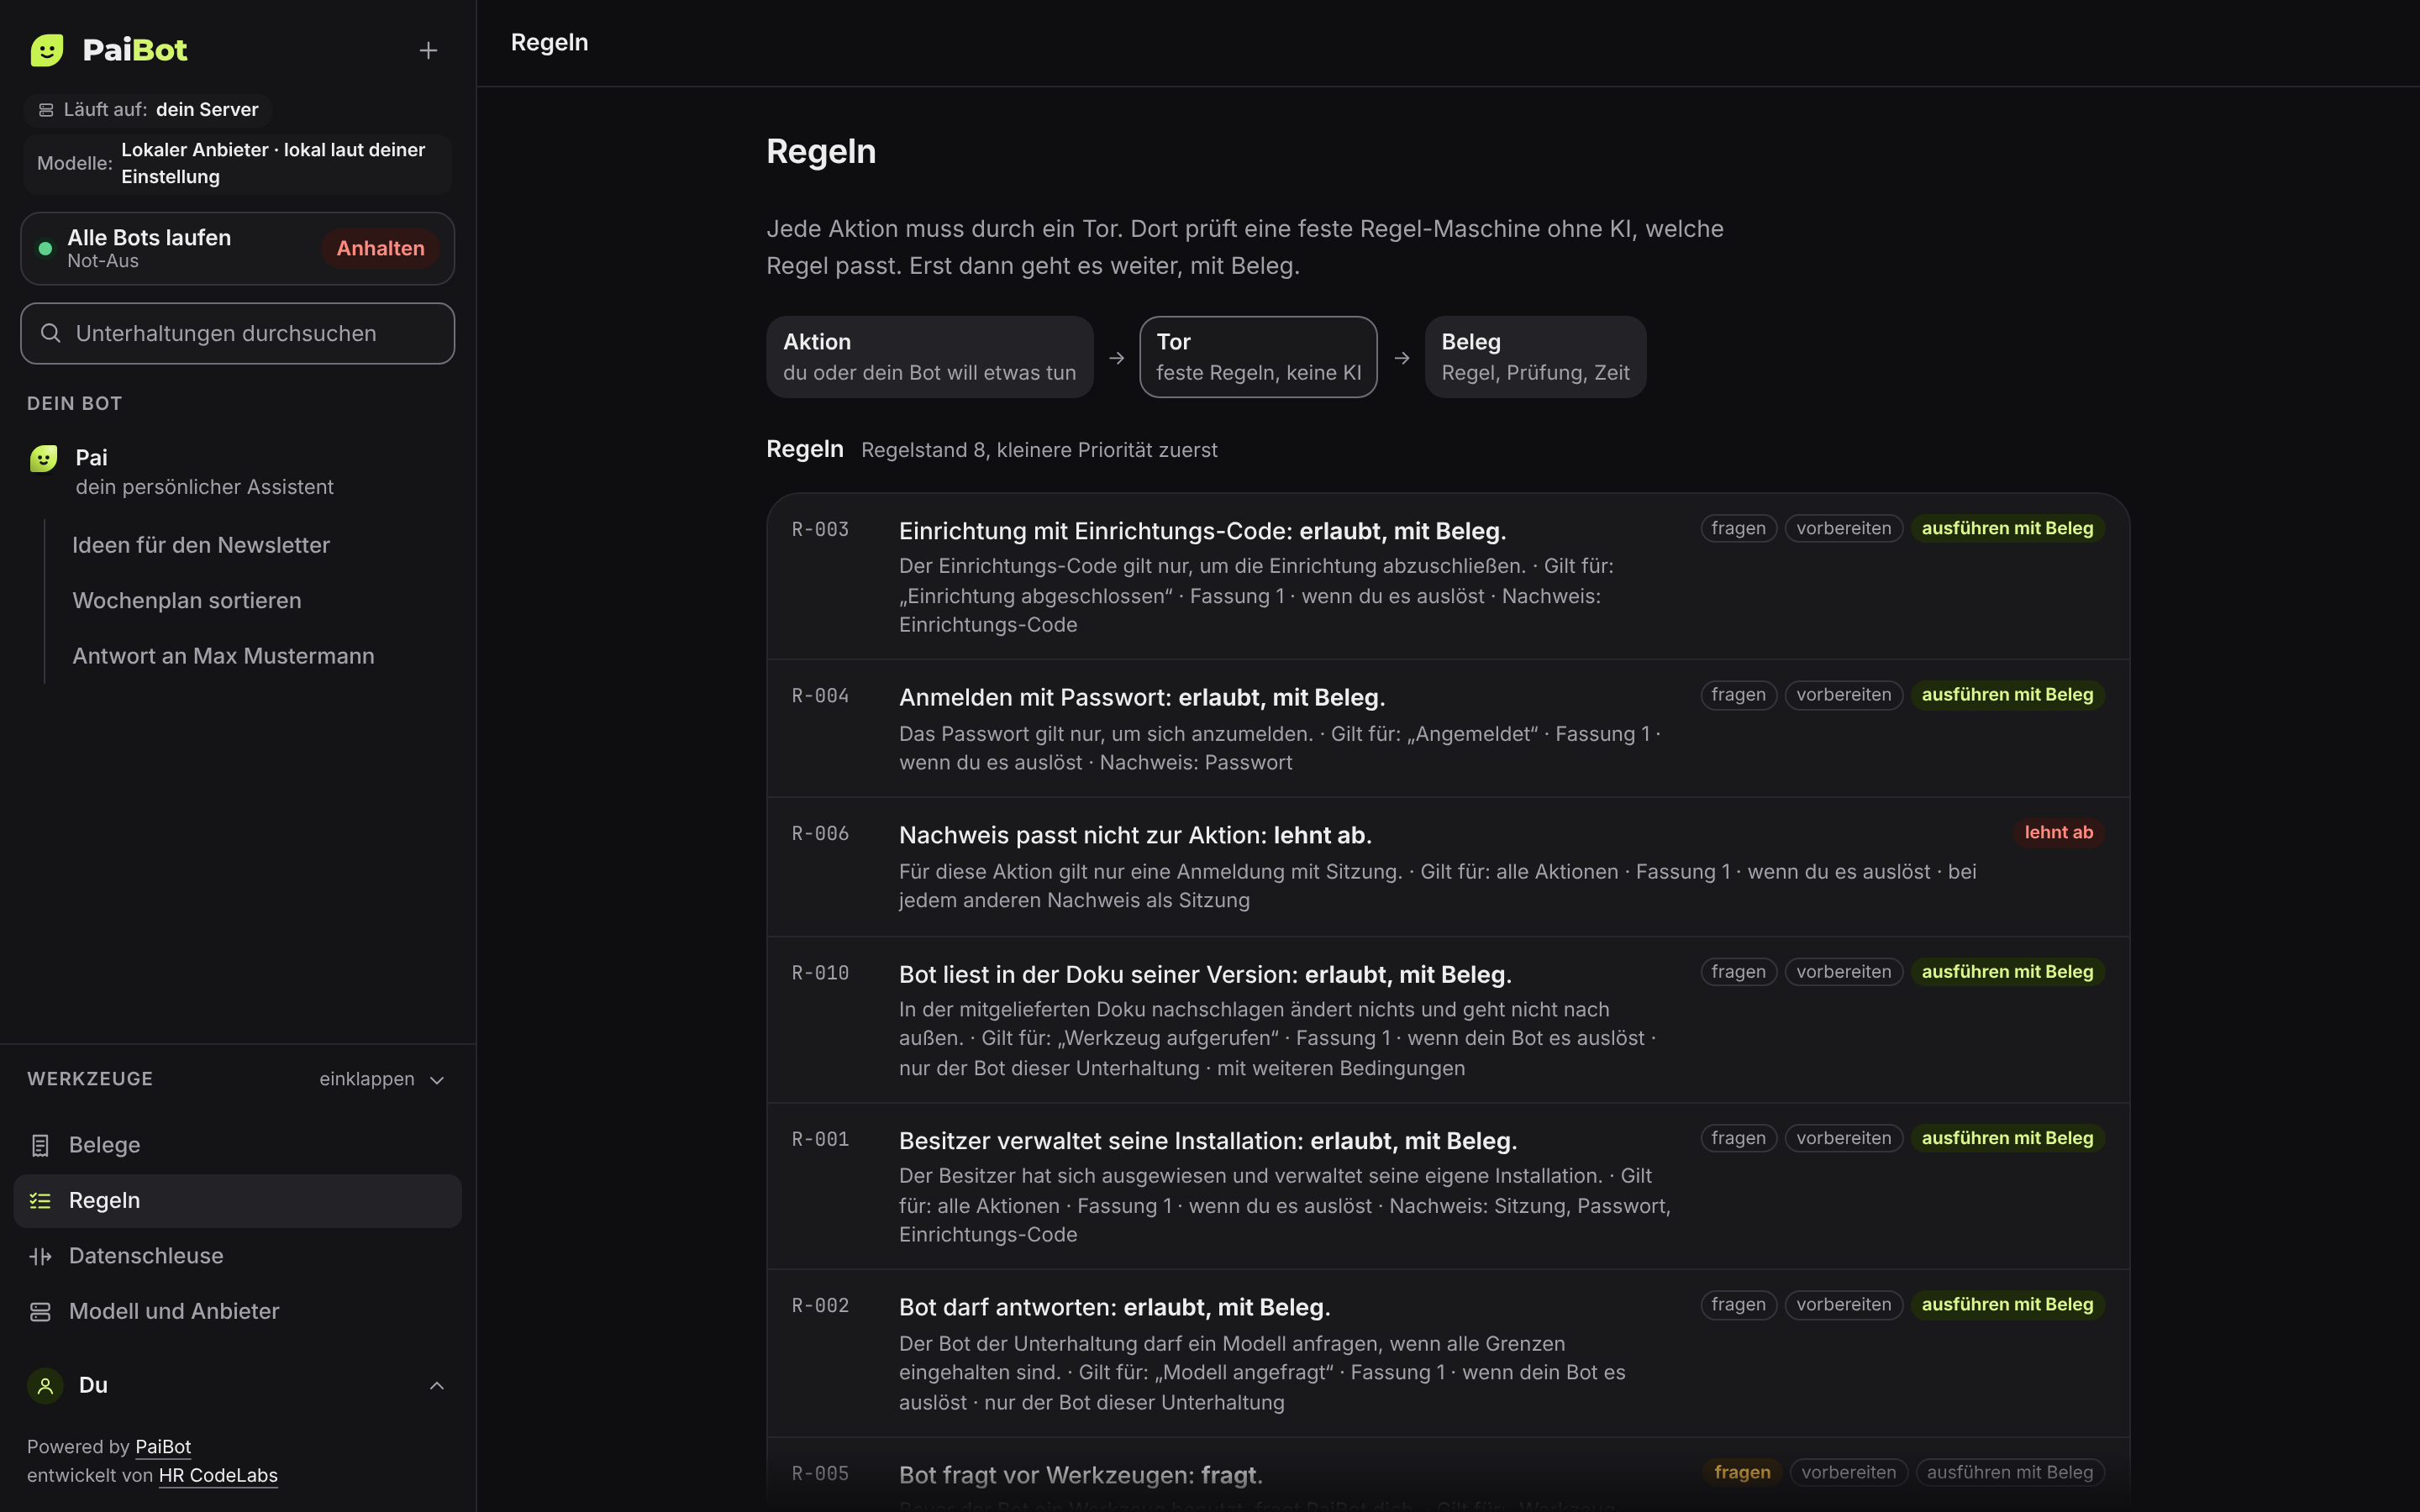 PaiBot
Läuft auf: dein Server
Modelle: Lokaler Anbieter · lokal laut deiner
Einstellung
Alle Bots laufen
Not-Aus
Anhalten
Unterhaltungen durchsuchen
DEIN BOT
Pai
dein persönlicher Assistent
Ideen für den Newsletter
Wochenplan sortieren
Antwort an Max Mustermann
WERKZEUGE
einklappen
Belege
Regeln
Datenschleuse
Modell und Anbieter
Du
Powered by PaiBot
entwickelt von HR CodeLabs
Regeln
Regeln
Jede Aktion muss durch ein Tor. Dort prüft eine feste Regel-Maschine ohne KI, welche
Regel passt. Erst dann geht es weiter, mit Beleg.
Aktion
du oder dein Bot will etwas tun
→
Tor
feste Regeln, keine KI
→
Beleg
Regel, Prüfung, Zeit
Regeln Regelstand 8, kleinere Priorität zuerst
R-003 Einrichtung mit Einrichtungs-Code: erlaubt, mit Beleg. fragen vorbereiten ausführen mit Beleg
Der Einrichtungs-Code gilt nur, um die Einrichtung abzuschließen. · Gilt für:
„Einrichtung abgeschlossen“ · Fassung 1 · wenn du es auslöst · Nachweis:
Einrichtungs-Code
R-004 Anmelden mit Passwort: erlaubt, mit Beleg. fragen vorbereiten ausführen mit Beleg
Das Passwort gilt nur, um sich anzumelden. · Gilt für: „Angemeldet“ · Fassung 1 ·
wenn du es auslöst · Nachweis: Passwort
R-006 Nachweis passt nicht zur Aktion: lehnt ab. lehnt ab
Für diese Aktion gilt nur eine Anmeldung mit Sitzung. · Gilt für: alle Aktionen · Fassung 1 · wenn du es auslöst · bei
jedem anderen Nachweis als Sitzung
R-010 Bot liest in der Doku seiner Version: erlaubt, mit Beleg. fragen vorbereiten ausführen mit Beleg
In der mitgelieferten Doku nachschlagen ändert nichts und geht nicht nach
außen. · Gilt für: „Werkzeug aufgerufen“ · Fassung 1 · wenn dein Bot es auslöst ·
nur der Bot dieser Unterhaltung · mit weiteren Bedingungen
R-001 Besitzer verwaltet seine Installation: erlaubt, mit Beleg. fragen vorbereiten ausführen mit Beleg
Der Besitzer hat sich ausgewiesen und verwaltet seine eigene Installation. · Gilt
für: alle Aktionen · Fassung 1 · wenn du es auslöst · Nachweis: Sitzung, Passwort,
Einrichtungs-Code
R-002 Bot darf antworten: erlaubt, mit Beleg. fragen vorbereiten ausführen mit Beleg
Der Bot der Unterhaltung darf ein Modell anfragen, wenn alle Grenzen
eingehalten sind. · Gilt für: „Modell angefragt“ · Fassung 1 · wenn dein Bot es
auslöst · nur der Bot dieser Unterhaltung
R-005 Bot fragt vor Werkzeugen: fragt. fragen vorbereiten ausführen mit Beleg